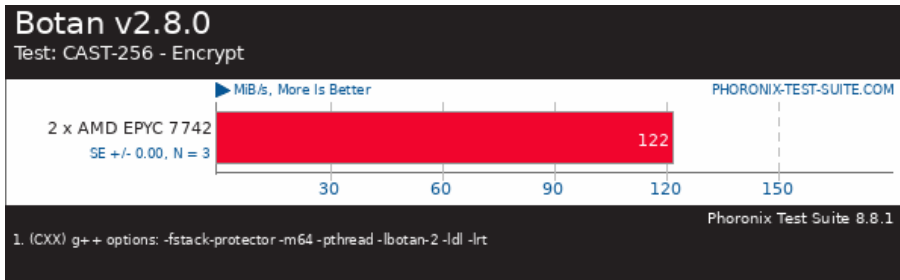 Botan v2.8.0
Test: CAST-256 - Encrypt
MiB/s, More Is Better
PHORONIX-TEST-SUITE.COM
2 x AMD EPYC 7742
122
SE +/- 0.00, N = 3
30 60 90 120 150
Phoronix Test Suite 8.8.1
1. (CXX) g++ options: -fstack-protector -m64 -pthread -lbotan-2 -ldl -lrt